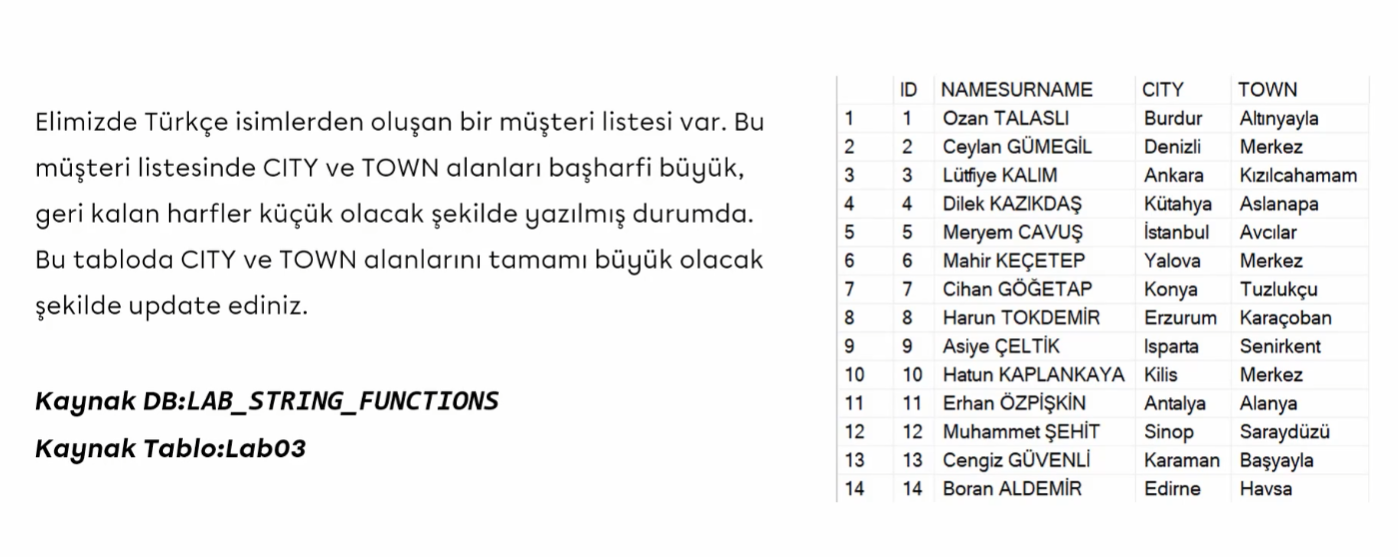 Elimizde Türkçe isimlerden oluşan bir müşteri listesi var. Bu
müşteri listesinde CITY ve TOWN alanları başharfi büyük,
geri kalan harfler küçük olacak şekilde yazılmış durumda.
Bu tabloda CITY ve TOWN alanlarını tamamı büyük olacak
şekilde update ediniz.
Kaynak DB:LAB_STRING_FUNCTIONS
Kaynak Tablo:Lab03
ID NAMESURNAME CITY TOWN
1 1 Ozan TALASLI Burdur Altınyayla
2 2 Ceylan GÜMEGİL Denizli Merkez
3 3 Lütfiye KALIM Ankara Kızılcahamam
4 4 Dilek KAZIKDAŞ Kütahya Aslanapa
5 5 Meryem CAVUŞ İstanbul Avcılar
6 6 Mahir KEÇETEP Yalova Merkez
7 7 Cihan GÖĞETAP Konya Tuzlukçu
8 8 Harun TOKDEMİR Erzurum Karaçoban
9 9 Asiye ÇELTİK Isparta Senirkent
10 10 Hatun KAPLANKAYA Kilis Merkez
11 11 Erhan ÖZPİŞKİN Antalya Alanya
12 12 Muhammet ŞEHİT Sinop Saraydüzü
13 13 Cengiz GÜVENLİ Karaman Başyayla
14 14 Boran ALDEMİR Edirne Havsa